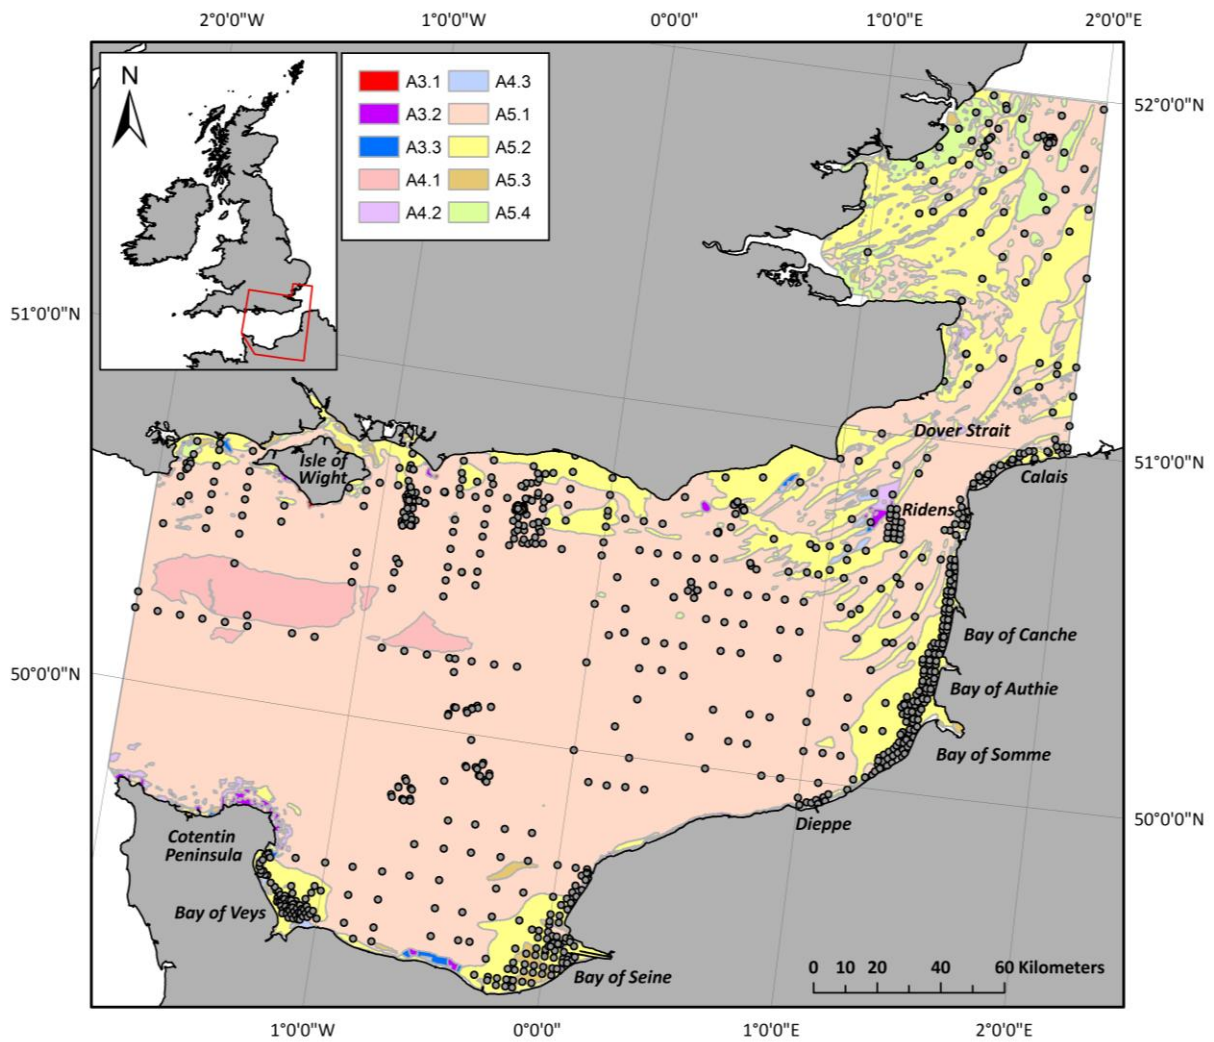 2°0'0"W 1°0'0"W 0°0'0" 1°0'0"E 2°0'0"E
N
A3.1 A4.3
A3.2 A5.1
A3.3 A5.2
A4.1 A5.3
A4.2 A5.4
52°0'0"N
51°0'0"N
Dover Strait
51°0'0"N
Isle of
Wight
Calais
Ridens
Bay of Canche
50°0'0"N
Bay of Authie
Bay of Somme
50°0'0"N
Dieppe
Cotentin
Peninsula
Bay of Veys
Bay of Seine
0 10 20 40 60 Kilometers
1°0'0"W 0°0'0" 1°0'0"E 2°0'0"E